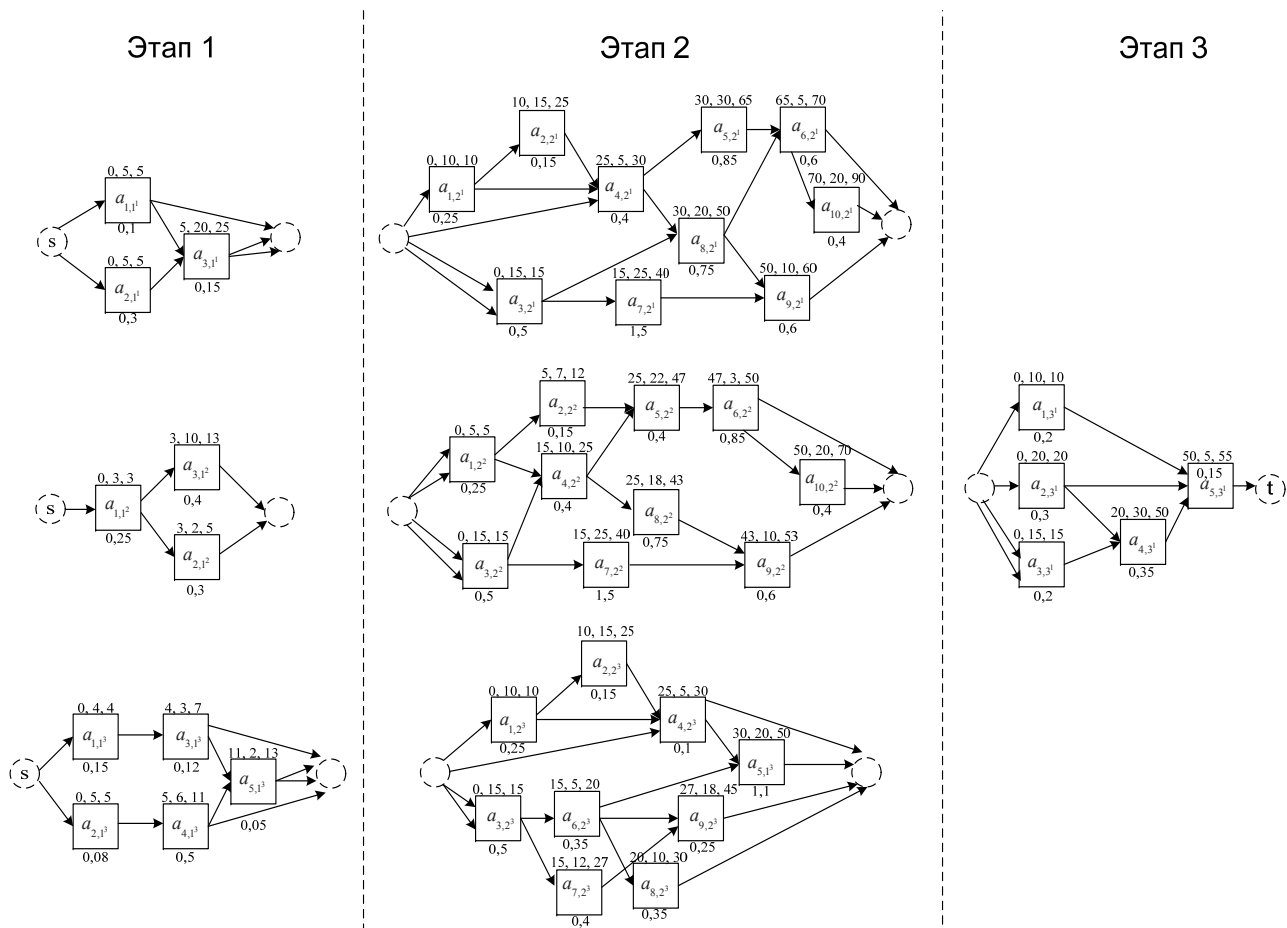 Этап 1
Этап 2
Этап 3
0, 5, 5
a1,1¹
0,1
s
5, 20, 25
a3,1¹
0,15
0, 5, 5
a2,1¹
0,3
0, 3, 3
s
a1,1²
0,25
3, 10, 13
a3,1²
0,4
3, 2, 5
a2,1²
0,3
0, 4, 4
a1,1³
0,15
4, 3, 7
a3,1³
0,12
s
11, 2, 13
a5,1³
0,05
0, 5, 5
a2,1³
0,08
5, 6, 11
a4,1³
0,5
10, 15, 25
a2,2¹
0,15
30, 30, 65
a5,2¹
0,85
65, 5, 70
a6,2¹
0,6
0, 10, 10
a1,2¹
0,25
25, 5, 30
a4,2¹
0,4
70, 20, 90
a10,2¹
0,4
30, 20, 50
a8,2¹
0,75
0, 15, 15
a3,2¹
0,5
15, 25, 40
a7,2¹
1,5
50, 10, 60
a9,2¹
0,6
5, 7, 12
a2,2²
0,15
25, 22, 47
a5,2²
0,4
47, 3, 50
a6,2²
0,85
0, 5, 5
a1,2²
0,25
15, 10, 25
a4,2²
0,4
50, 20, 70
a10,2²
0,4
25, 18, 43
a8,2²
0,75
0, 15, 15
a3,2²
0,5
15, 25, 40
a7,2²
1,5
43, 10, 53
a9,2²
0,6
10, 15, 25
a2,2³
0,15
0, 10, 10
a1,2³
0,25
25, 5, 30
a4,2³
0,1
30, 20, 50
a5,1³
1,1
0, 15, 15
a3,2³
0,5
15, 5, 20
a6,2³
0,35
27, 18, 45
a9,2³
0,25
15, 12, 27
a7,2³
0,4
20, 10, 30
a8,2³
0,35
0, 10, 10
a1,3¹
0,2
0, 20, 20
a2,3¹
0,3
50, 5, 55
0,15
a5,3¹
t
0, 15, 15
a3,3¹
0,2
20, 30, 50
a4,3¹
0,35